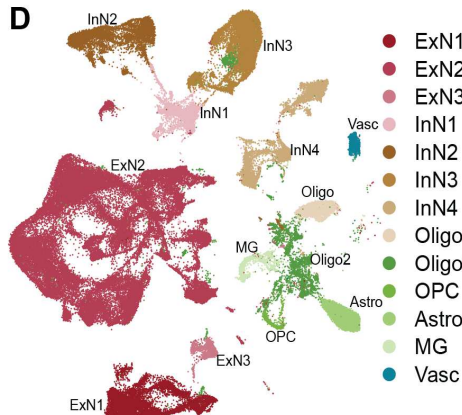 D
InN2
InN3
InN1
Vasc
InN4
ExN2
Oligo
MG
Oligo2
Astro
OPC
ExN3
ExN1
ExN1
ExN2
ExN3
InN1
InN2
InN3
InN4
Oligo
Oligo
OPC
Astro
MG
Vasc